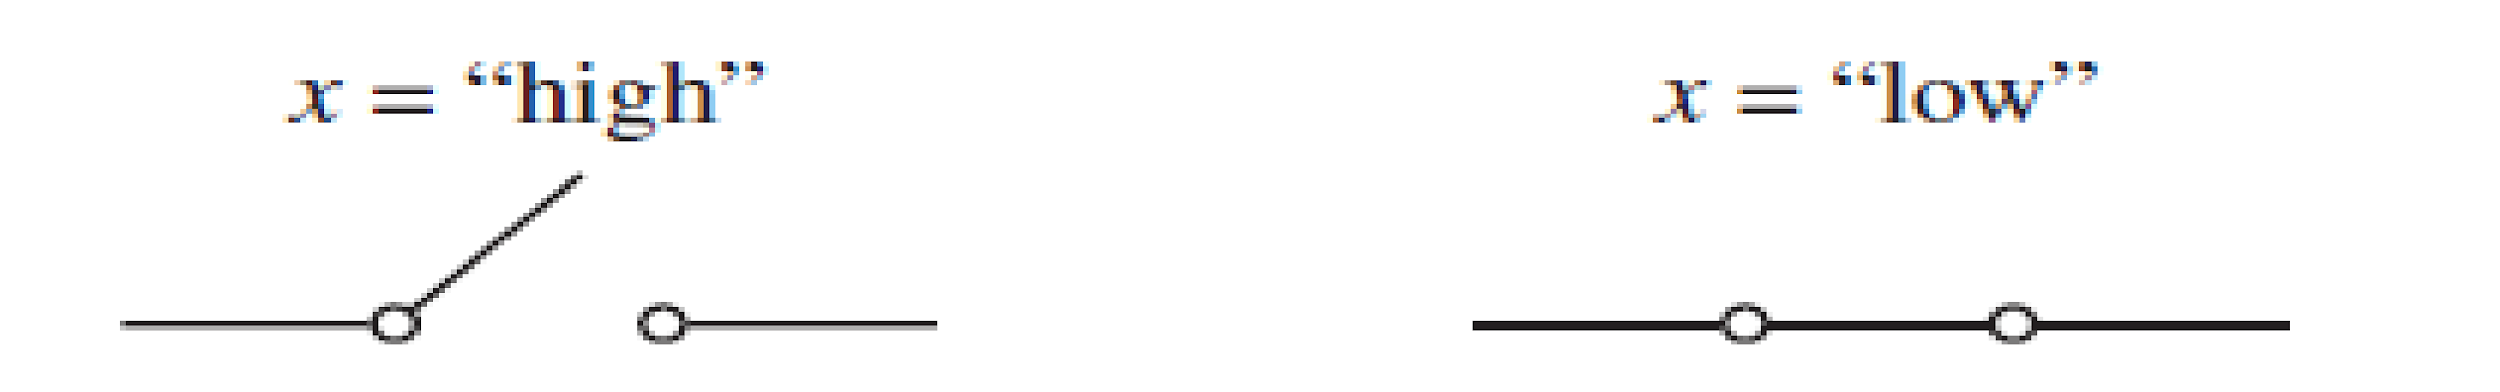 x = “high”
x = “low”